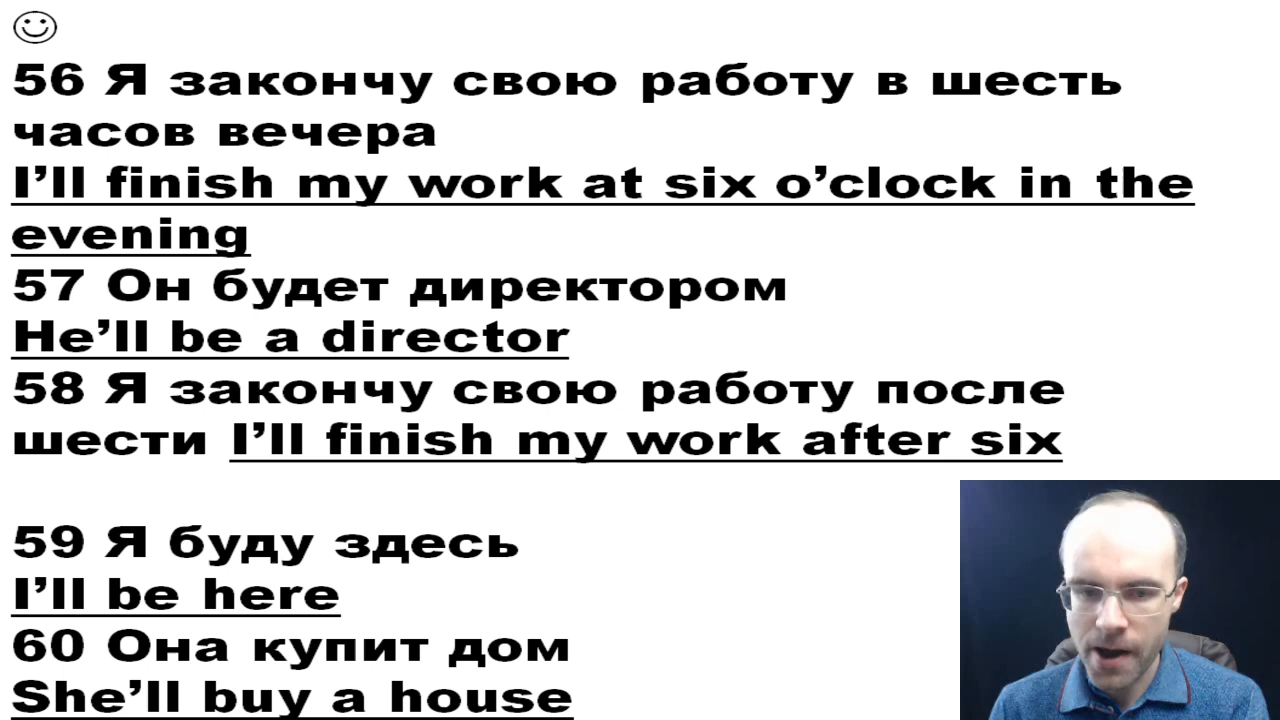 56 Я закончу свою работу в шесть
часов вечера
I’ll finish my work at six o’clock in the
evening
57 Он будет директором
He’ll be a director
58 Я закончу свою работу после
шести I’ll finish my work after six
59 Я буду здесь
I’ll be here
60 Она купит дом
She’ll buy a house